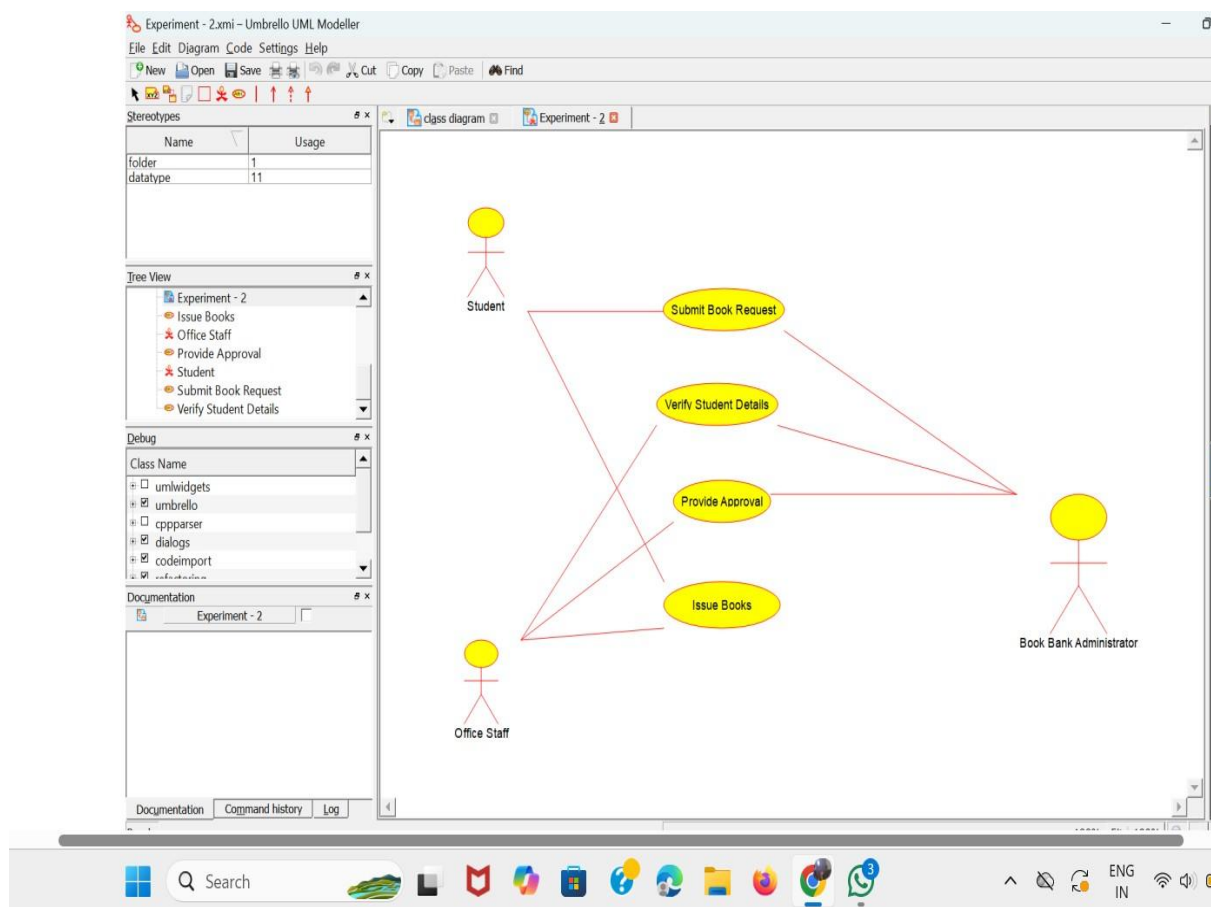 Experiment - 2.xmi – Umbrello UML Modeller
File Edit Diagram Code Settings Help
New Open Save Cut Copy Paste Find
Stereotypes
class diagram Experiment - 2
Name Usage
folder 1
datatype 11
Tree View
Experiment - 2
Issue Books
Office Staff
Provide Approval
Student
Submit Book Request
Verify Student Details
Debug
Class Name
umlwidgets
umbrello
cppparser
dialogs
codeimport
refactoring
Documentation
Experiment - 2
Documentation Command history Log
Student
Submit Book Request
Verify Student Details
Provide Approval
Issue Books
Book Bank Administrator
Office Staff
Search
3
ENG
IN